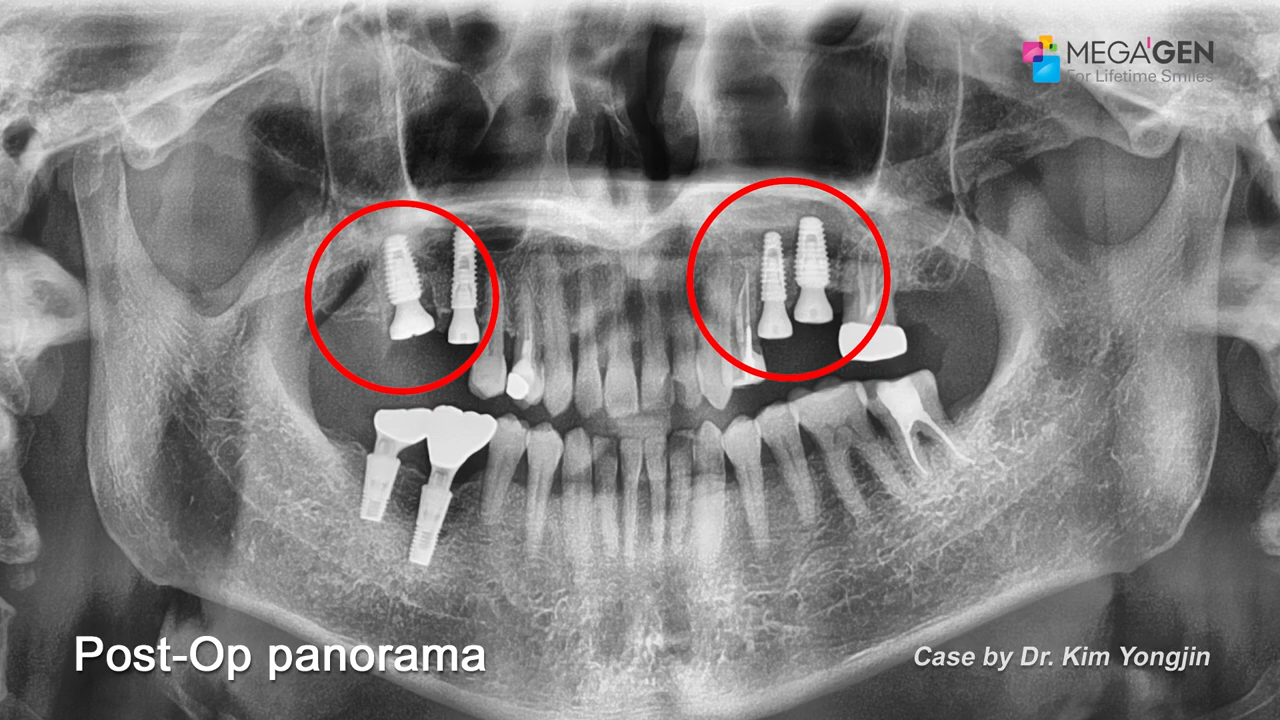 MEGA'GEN
For Lifetime Smiles
Post-Op panorama
Case by Dr. Kim Yongjin